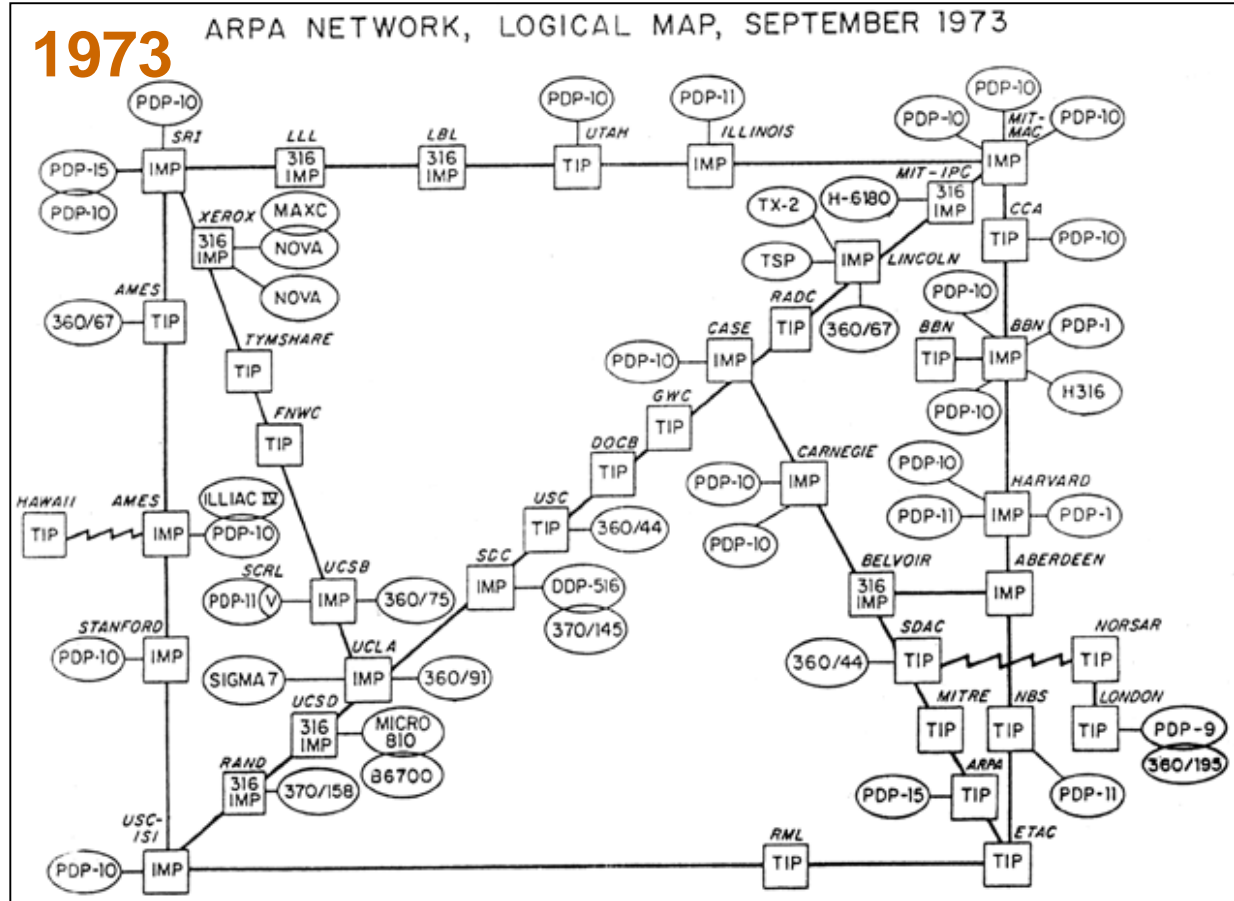 ARPA NETWORK, LOGICAL MAP, SEPTEMBER 1973
1973
PDP-10
PDP-10
PDP-11
PDP-10
PDP-10
PDP-10
SRI
LLL
LBL
UTAH
ILLINOIS
MIT-
MAC
PDP-15
IMP
316
IMP
316
IMP
TIP
IMP
IMP
PDP-10
MIT-IPC
H-6180
316
IMP
XEROX
316
IMP
MAXC
NOVA
NOVA
TX-2
TSP
IMP
LINCOLN
360/67
CCA
TIP
PDP-10
AMES
360/67
TIP
RADC
TIP
PDP-10
BBN
TIP
BBN
IMP
PDP-1
H316
PDP-10
TYMSHARE
TIP
CASE
PDP-10
IMP
FNWC
TIP
GWC
TIP
DOCB
TIP
CARNEGIE
PDP-10
IMP
PDP-10
PDP-10
HARVARD
PDP-11
IMP
PDP-1
HAWAII
TIP
AMES
IMP
ILLIAC IV
PDP-10
USC
TIP
360/44
SDC
IMP
DDP-516
370/145
BELVOIR
316
IMP
ABERDEEN
IMP
SCRL
PDP-11
V
UCSB
IMP
360/75
STANFORD
PDP-10
IMP
UCLA
SIGMA 7
IMP
360/91
SDAC
360/44
TIP
NORSAR
TIP
UCSD
316
IMP
MICRO
810
B6700
MITRE
TIP
NBS
TIP
LONDON
TIP
PDP-9
360/195
RAND
316
IMP
370/158
ARPA
PDP-15
TIP
PDP-11
USC-
ISI
PDP-10
IMP
RML
TIP
ETAC
TIP